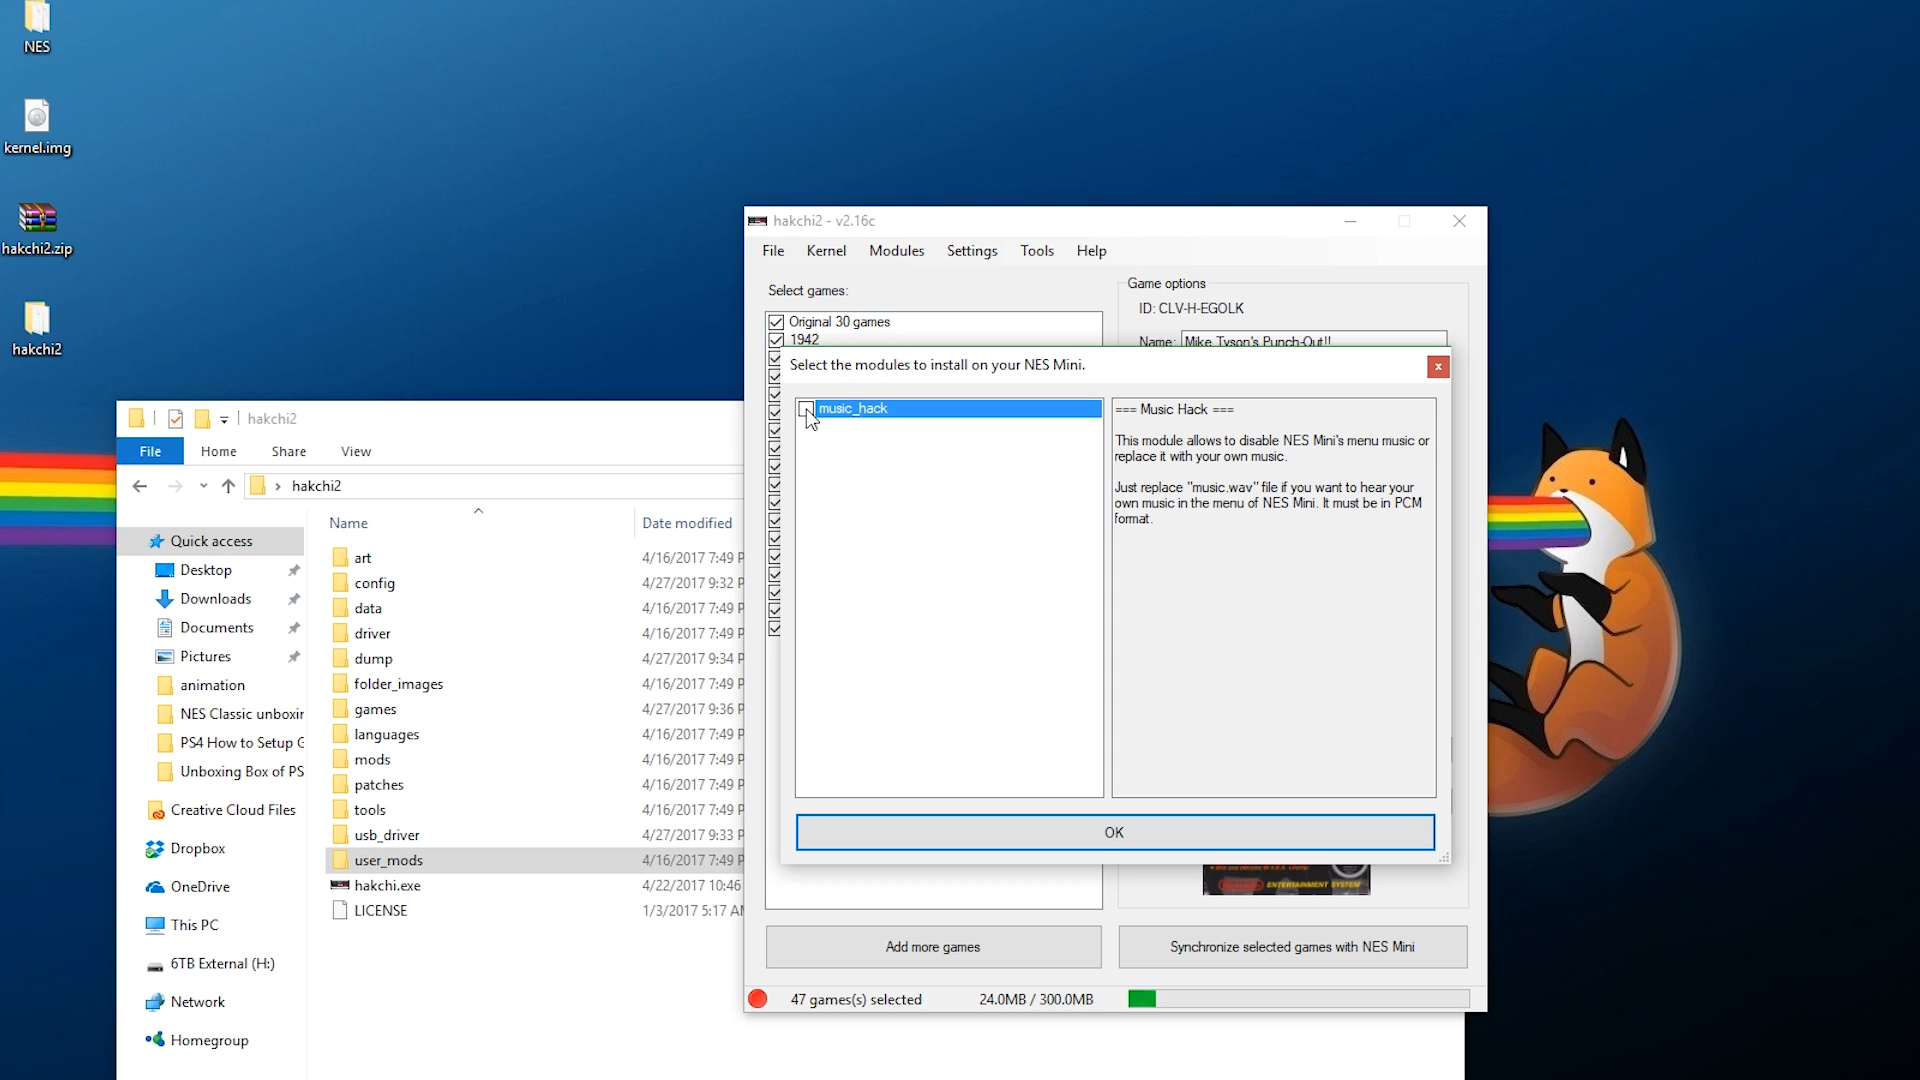 NES
kernel.img
hakchi2.zip
hakchi2
hakchi2
File
Home
Share
View
hakchi2
Name
Date modified
Quick access
Desktop
Downloads
Documents
Pictures
animation
NES Classic unboxin
PS4 How to Setup G
Unboxing Box of PS
Creative Cloud Files
Dropbox
OneDrive
This PC
6TB External (H:)
Network
Homegroup
art 4/16/2017 7:49 P
config 4/27/2017 9:32 P
data 4/16/2017 7:49 P
driver 4/16/2017 7:49 P
dump 4/27/2017 9:34 P
folder_images 4/16/2017 7:49 P
games 4/27/2017 9:36 P
languages 4/16/2017 7:49 P
mods 4/16/2017 7:49 P
patches 4/16/2017 7:49 P
tools 4/16/2017 7:49 P
usb_driver 4/27/2017 9:33 P
user_mods 4/16/2017 7:49 P
hakchi.exe 4/22/2017 10:46
LICENSE 1/3/2017 5:17 AM
hakchi2 - v2.16c
File Kernel Modules Settings Tools Help
Select games:
Original 30 games
1942
Game options
ID: CLV-H-EGOLK
Name: Mike Tyson's Punch-Out!!
Select the modules to install on your NES Mini.
music_hack
=== Music Hack ===
This module allows to disable NES Mini's menu music or
replace it with your own music.
Just replace "music.wav" file if you want to hear your
own music in the menu of NES Mini. It must be in PCM
format.
OK
ENTERTAINMENT SYSTEM
Add more games
Synchronize selected games with NES Mini
47 games(s) selected
24.0MB / 300.0MB